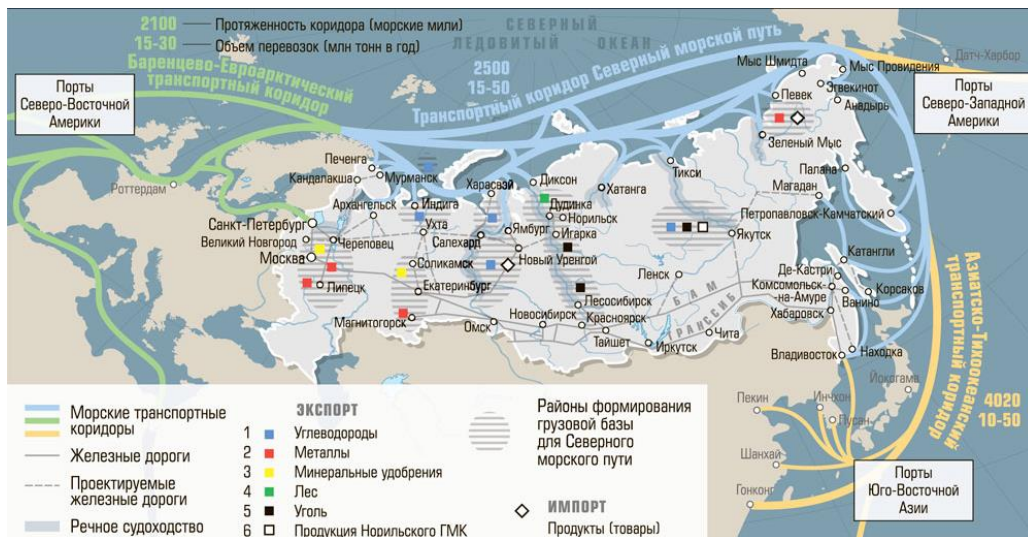 2100 Протяженность коридора (морские мили)
15-30 Объем перевозок (млн тонн в год)
Баренцево-Евроарктический
транспортный коридор
СЕВЕРНЫЙ
ЛЕДОВИТЫЙ ОКЕАН
2500
15-50
Транспортный коридор Северный морской путь
Порты
Северо-Восточной
Америки
Порты
Северо-Западной
Америки
Датч-Харбор
Мыс Шмидта
Мыс Провидения
Эгвекинот
Певек
Анадырь
Зеленый Мыс
Роттердам
Печенга
Кандалакша
Мурманск
Архангельск
Индига
Харасвэй
Диксон
Хатанга
Тикси
Палана
Магадан
Петропавловск-Камчатский
Санкт-Петербург
Великий Новгород
Череповец
Москва
Липецк
Ухта
Салехард
Ямбург
Дудинка
Норильск
Игарка
Новый Уренгой
Соликамск
Екатеринбург
Магнитогорск
Омск
Новосибирск
Лесосибирск
Красноярск
Тайшет
Иркутск
Чита
Ленск
Якутск
БАМ
ТРАНССИБ
Катангли
Де-Кастри
Комсомольск-
-на-Амуре
Ванино
Корсаков
Хабаровск
Владивосток
Находка
Йокогама
Пекин
Инчхон
Пусан
Шанхай
Гонконг
Азиатско-Тихоокеанский
транспортный коридор
4020
10-50
Порты
Юго-Восточной
Азии
Морские транспортные
коридоры
Железные дороги
Проектируемые
железные дороги
Речное судоходство
ЭКСПОРТ
1 Углеводороды
2 Металлы
3 Минеральные удобрения
4 Лес
5 Уголь
6 Продукция Норильского ГМК
Районы формирования
грузовой базы
для Северного
морского пути
ИМПОРТ
Продукты (товары)